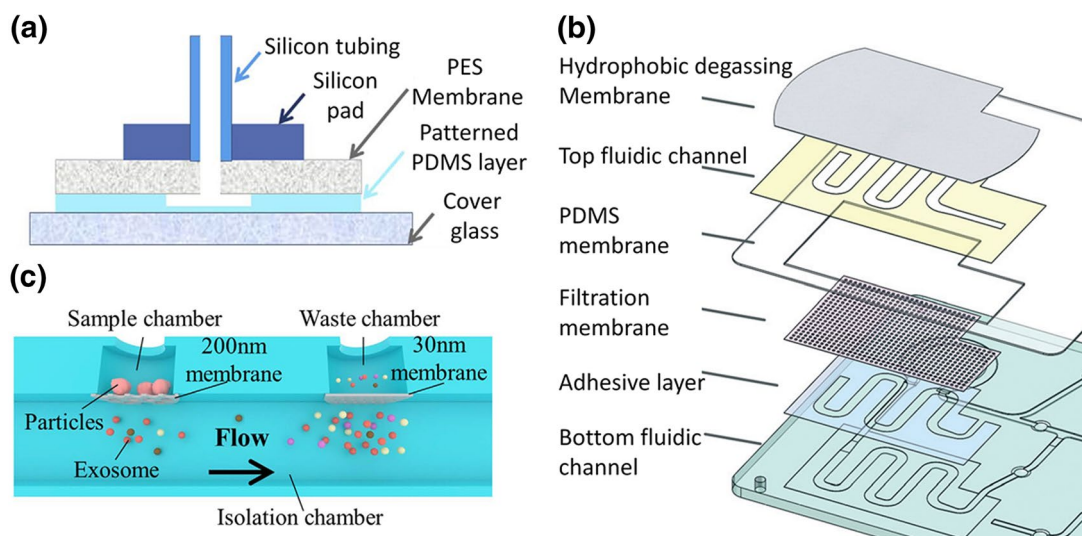 (a)
Silicon tubing
Silicon
pad
PES
Membrane
Patterned
PDMS layer
Cover
glass
(b)
Hydrophobic degassing
Membrane
Top fluidic channel
PDMS
membrane
Filtration
membrane
Adhesive layer
Bottom fluidic
channel
(c)
Sample chamber
Waste chamber
200nm
membrane
30nm
membrane
Particles
Exosome
Flow
Isolation chamber